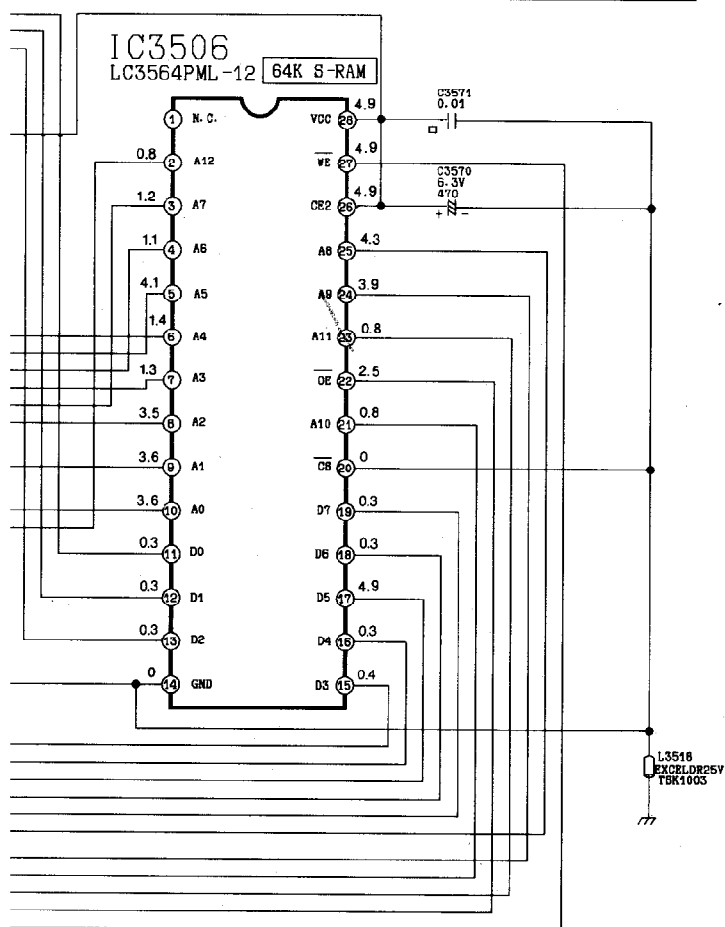 IC3506
LC3564PML-12 64K S-RAM
C3571
0.01
C3570
6.3V
470
+ -
1 N.C. VCC 28 4.9
0.8 2 A12 WE 27 4.9
1.2 3 A7 CE2 26 4.9
1.1 4 A6 A8 25 4.3
4.1 5 A5 A9 24 3.9
1.4 6 A4 A11 23 0.8
1.3 7 A3 OE 22 2.5
3.5 8 A2 A10 21 0.8
3.6 9 A1 CS 20 0
3.6 10 A0 D7 19 0.3
0.3 11 D0 D6 18 0.3
0.3 12 D1 D5 17 4.9
0.3 13 D2 D4 16 0.3
0 14 GND D3 15 0.4
L3518
EXCELDR25V
TSK1003